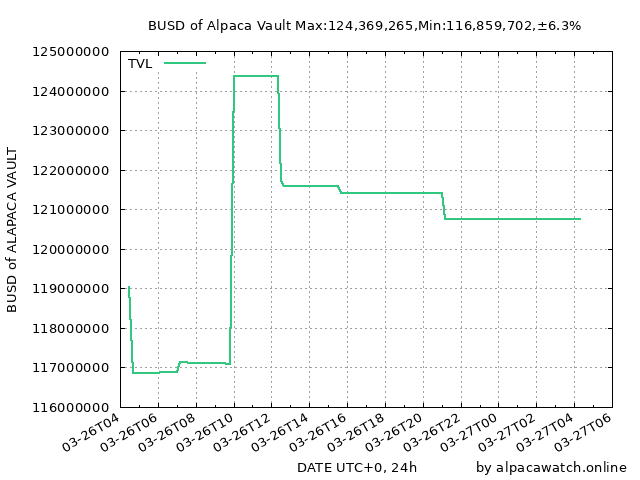 BUSD of Alpaca Vault Max:124,369,265,Min:116,859,702,±6.3%
125000000
TVL
124000000
123000000
122000000
121000000
120000000
119000000
118000000
117000000
116000000
BUSD of ALAPACA VAULT
03-26T04
03-26T06
03-26T08
03-26T10
03-26T12
03-26T14
03-26T16
03-26T18
03-26T20
03-26T22
03-27T00
03-27T02
03-27T04
03-27T06
DATE UTC+0, 24h
by alpacawatch.online